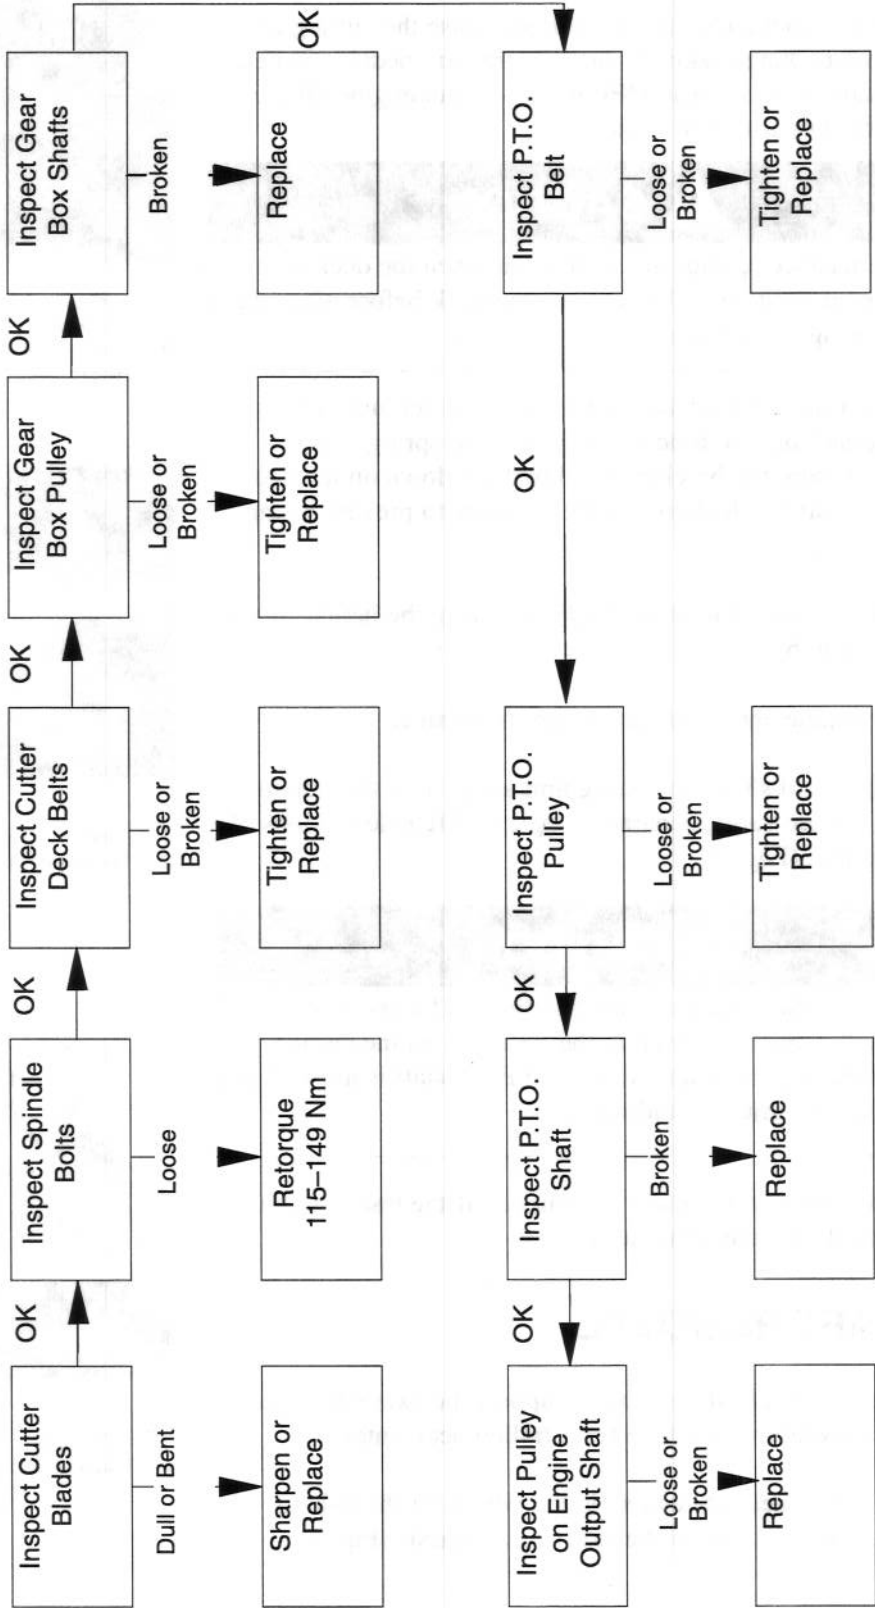 Inspect Cutter
Blades
Dull or Bent
Sharpen or
Replace
OK
Inspect Spindle
Bolts
Loose
Retorque
115–149 Nm
OK
Inspect Cutter
Deck Belts
Loose or
Broken
Tighten or
Replace
OK
Inspect Gear
Box Pulley
Loose or
Broken
Tighten or
Replace
OK
Inspect Gear
Box Shafts
Broken
Replace
OK
Inspect P.T.O.
Belt
Loose or
Broken
Tighten or
Replace
OK
Inspect P.T.O.
Pulley
Loose or
Broken
Tighten or
Replace
OK
Inspect P.T.O.
Shaft
Broken
Replace
OK
Inspect Pulley
on Engine
Output Shaft
Loose or
Broken
Replace